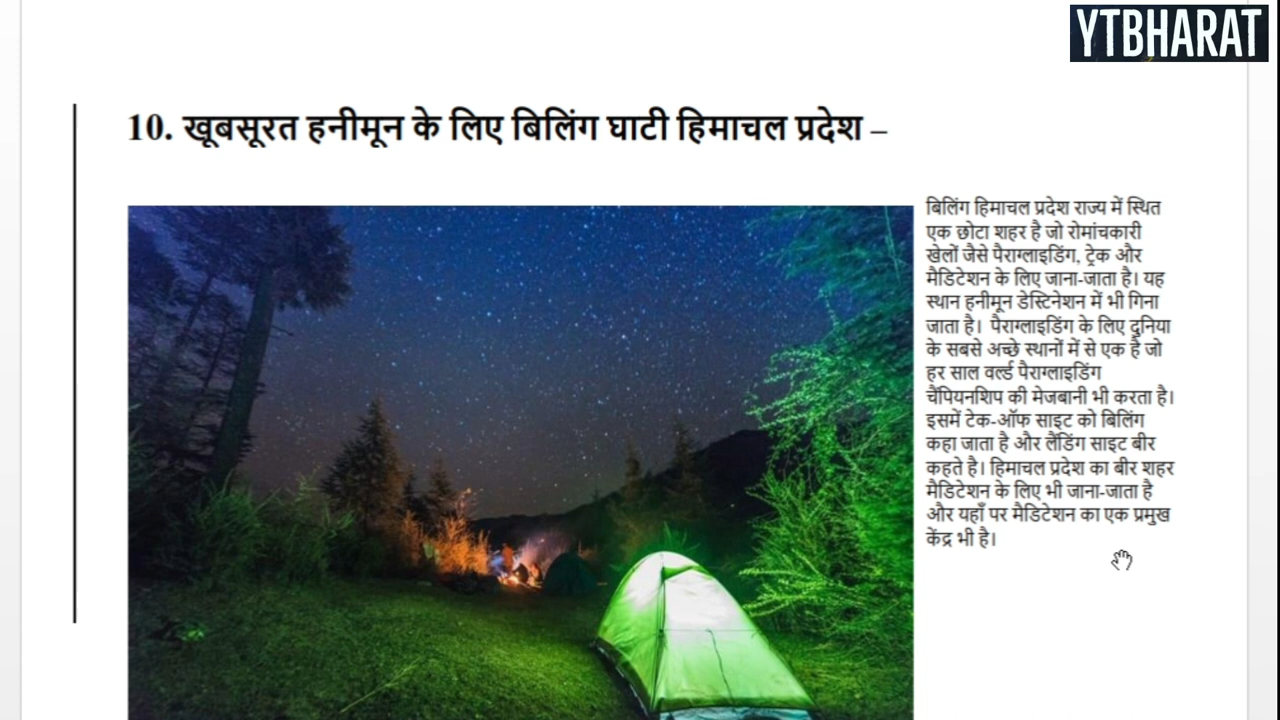 YTBHARAT
10. खूबसूरत हनीमून के लिए बिलिंग घाटी हिमाचल प्रदेश –
बिलिंग हिमाचल प्रदेश राज्य में स्थित
एक छोटा शहर है जो रोमांचकारी
खेलों जैसे पैराग्लाइडिंग, ट्रेक और
मैडिटेशन के लिए जाना-जाता है। यह
स्थान हनीमून डेस्टिनेशन में भी गिना
जाता है। पैराग्लाइडिंग के लिए दुनिया
के सबसे अच्छे स्थानों में से एक है जो
हर साल वर्ल्ड पैराग्लाइडिंग
चैंपियनशिप की मेजबानी भी करता है।
इसमें टेक-ऑफ साइट को बिलिंग
कहा जाता है और लैंडिंग साइट बीर
कहते है। हिमाचल प्रदेश का बीर शहर
मैडिटेशन के लिए भी जाना-जाता है
और यहाँ पर मैडिटेशन का एक प्रमुख
केंद्र भी है।